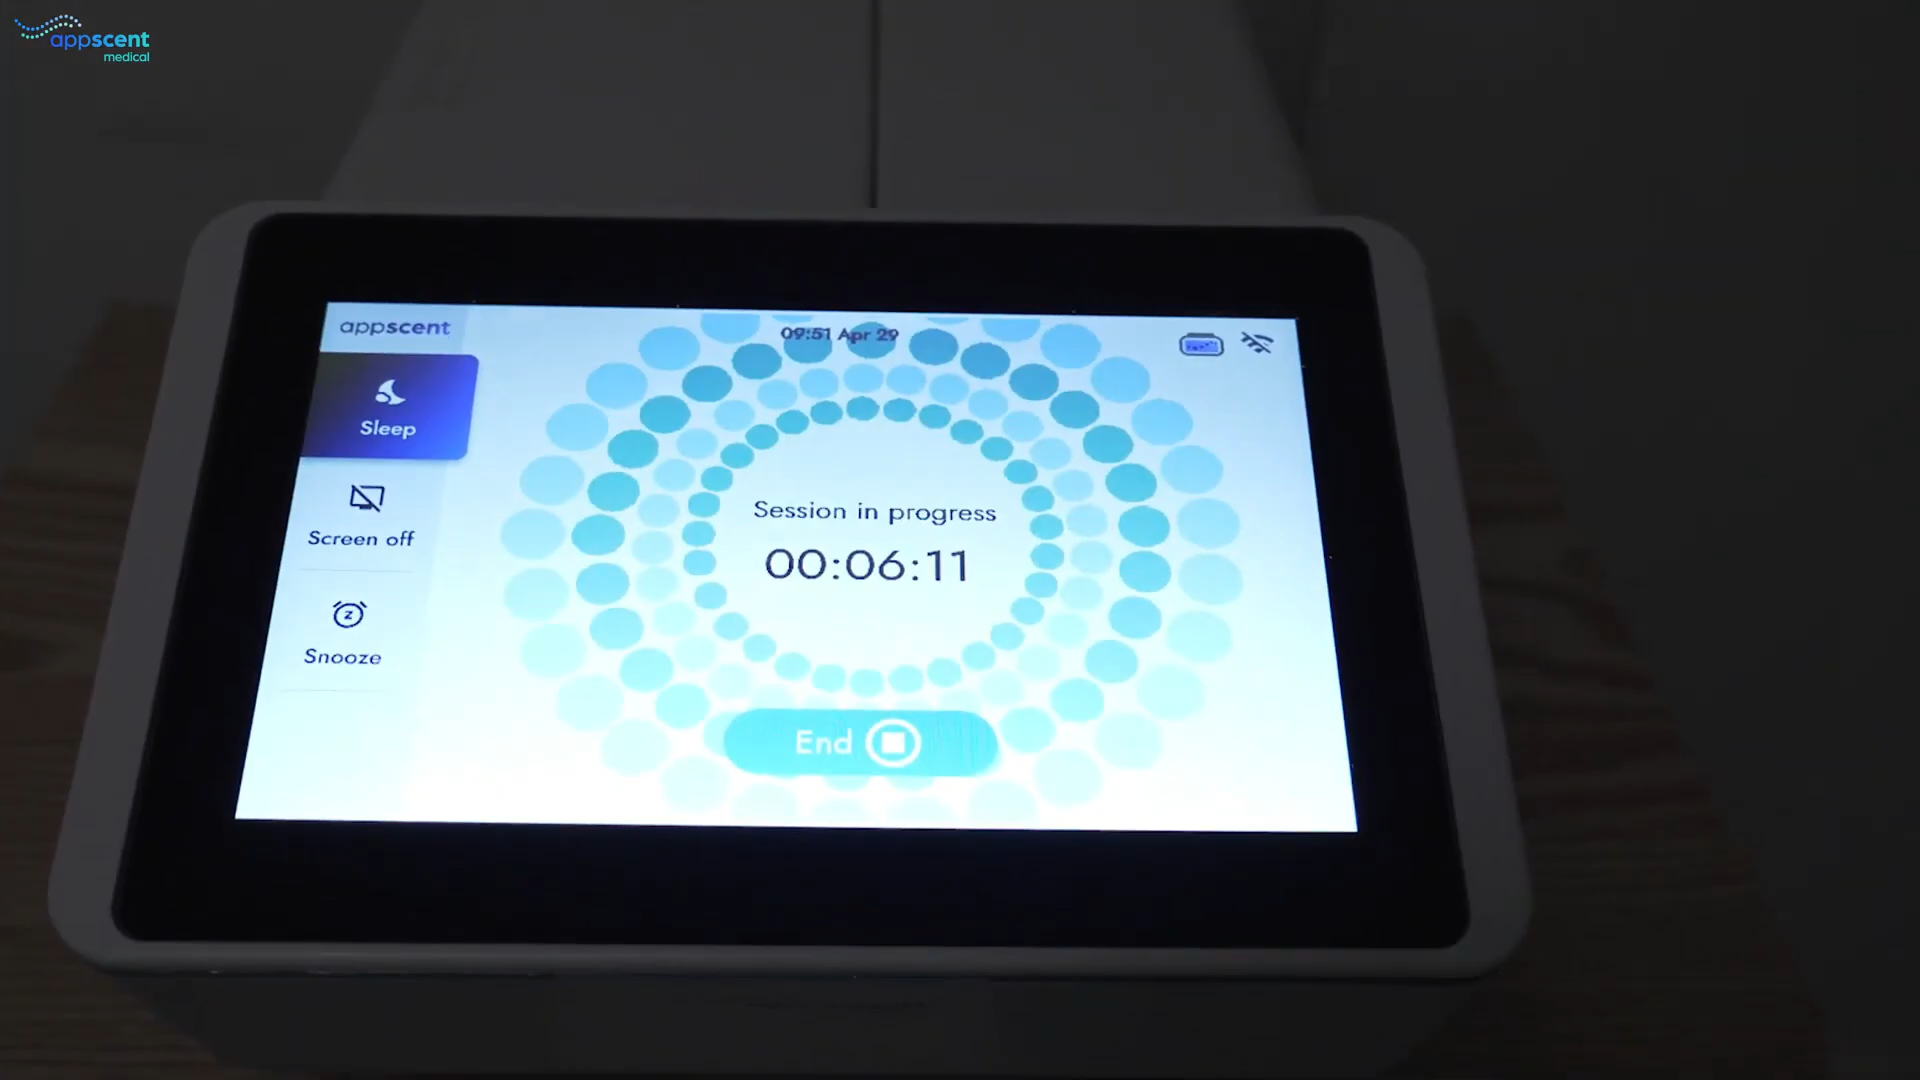 appscent
medical
appscent
09:51 Apr 29
Sleep
Screen off
Snooze
Session in progress
00:06:11
End